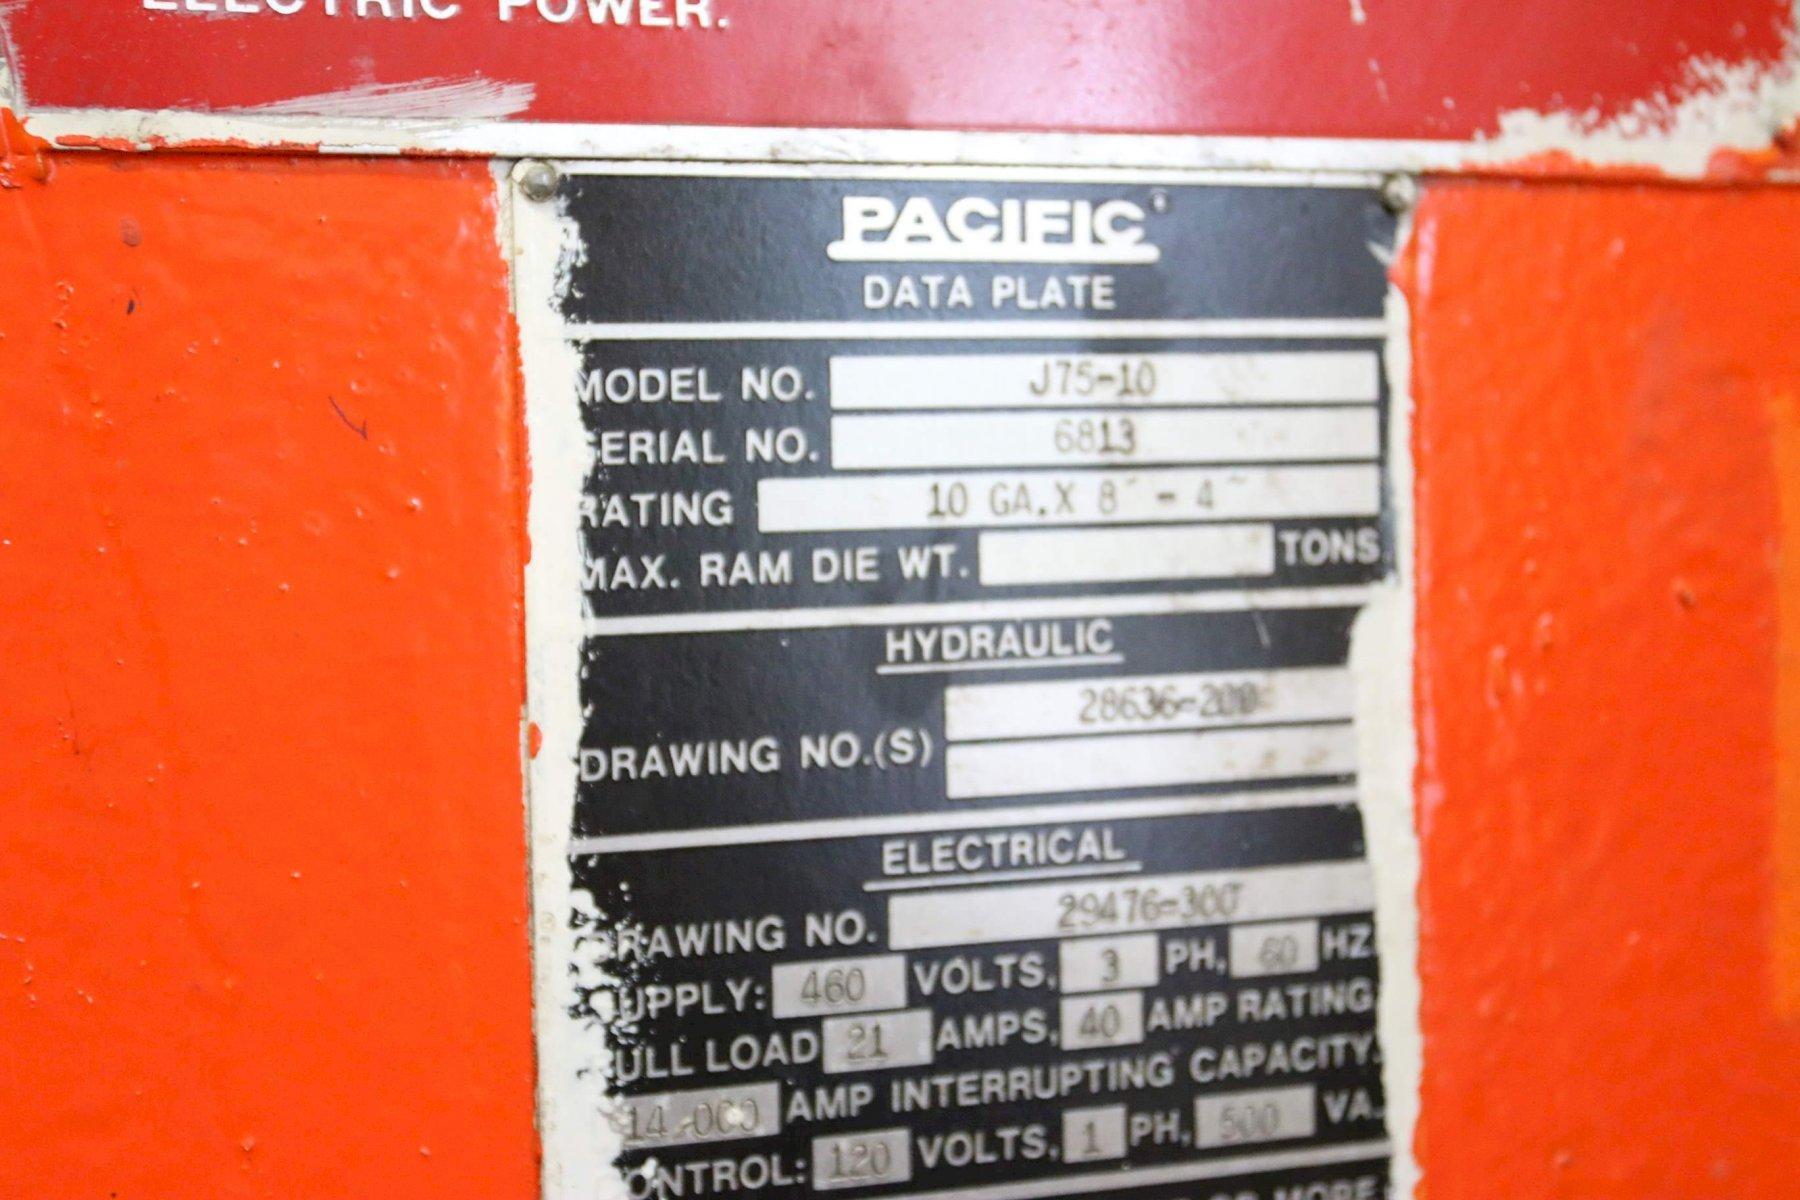 ELECTRIC POWER.
PACIFIC®
DATA PLATE
MODEL NO. J75-10
SERIAL NO. 6813
RATING 10 GA.X 8' - 4"
MAX. RAM DIE WT. TONS
HYDRAULIC
28636-200
DRAWING NO.(S)
ELECTRICAL
DRAWING NO. 29476-300
SUPPLY: 460 VOLTS, 3 PH, 60 HZ.
FULL LOAD 21 AMPS, 40 AMP RATING.
14,000 AMP INTERRUPTING CAPACITY.
CONTROL: 120 VOLTS, 1 PH, 500 VA.
OR MORE